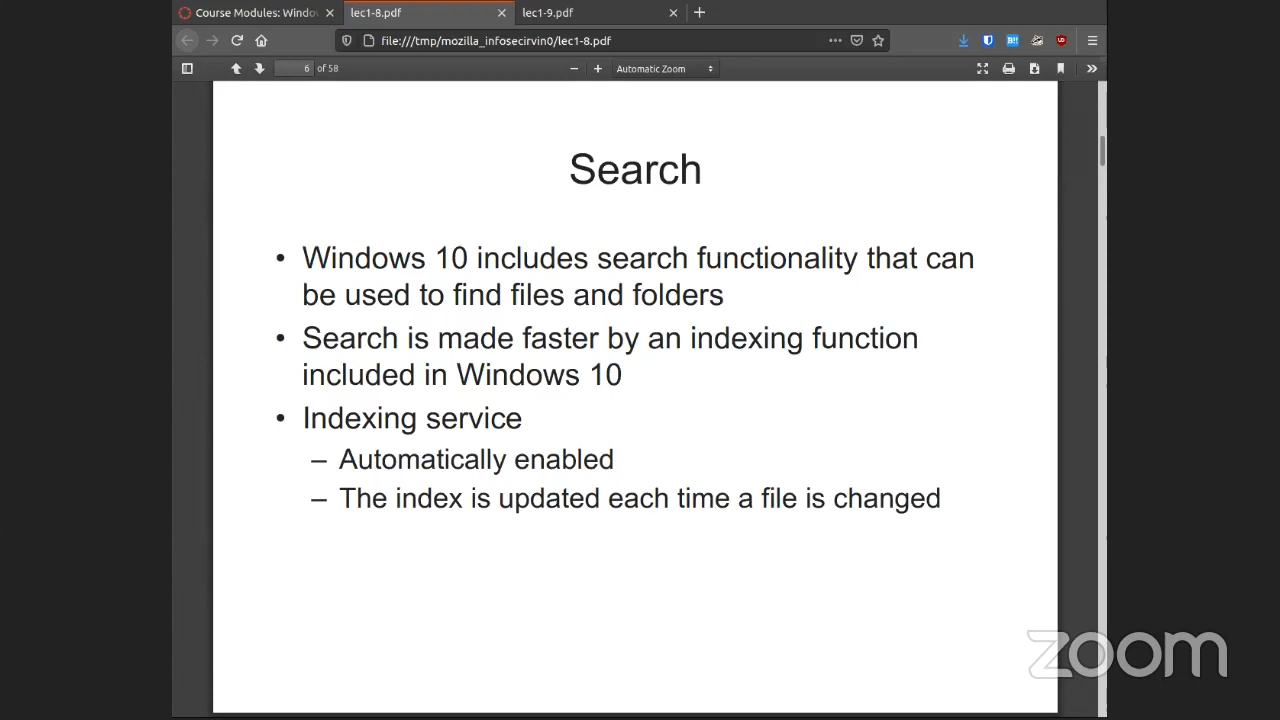 Course Modules: Windo
lec1-8.pdf
lec1-9.pdf
file:///tmp/mozilla_infosecirvin0/lec1-8.pdf
6 of 58
Automatic Zoom
Search
• Windows 10 includes search functionality that can
be used to find files and folders
• Search is made faster by an indexing function
included in Windows 10
• Indexing service
– Automatically enabled
– The index is updated each time a file is changed
zoom